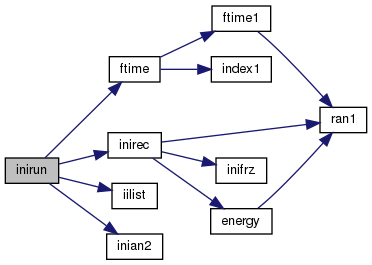 ftime1
ftime
index1
ran1
inirec
inirun
inifrz
iilist
energy
inian2